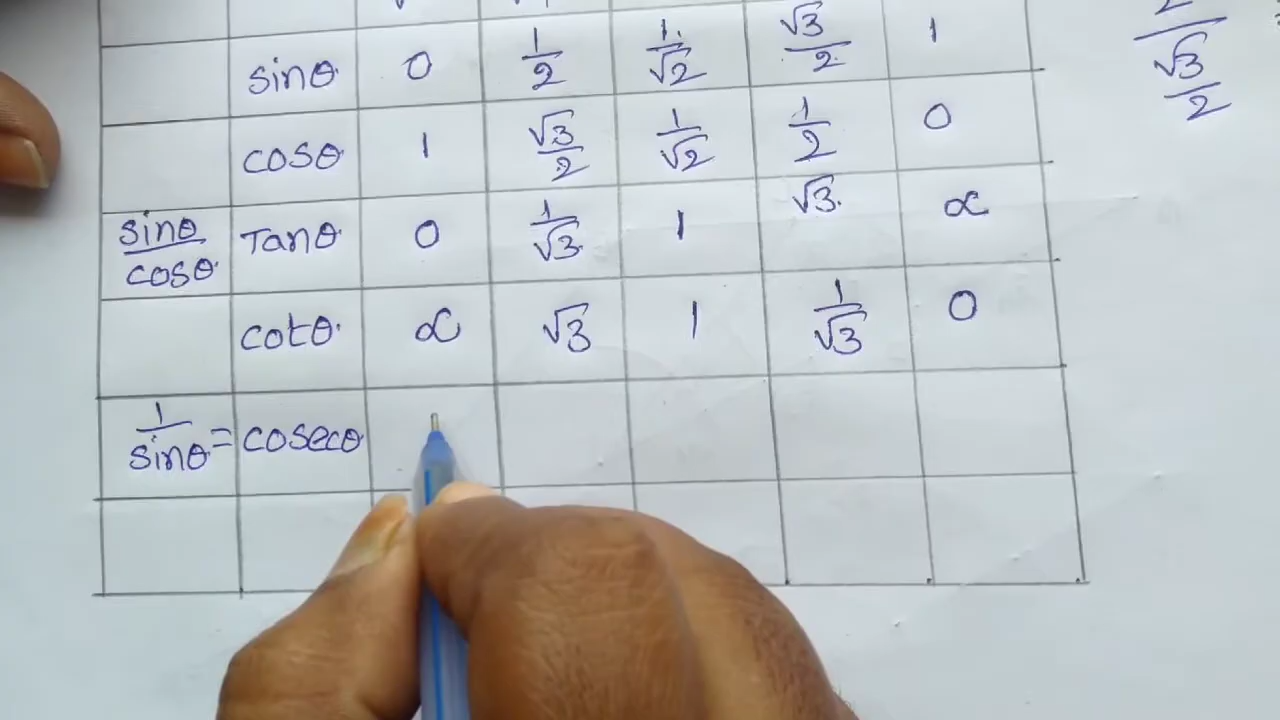 sinθ 0 1/2 1/√2 √3/2 1
cosθ 1 √3/2 1/√2 1/2 0
sinθ/cosθ Tanθ 0 1/√3 1 √3 ∝
cotθ ∝ √3 1 1/√3 0
1/sinθ = cosecθ
√3/2